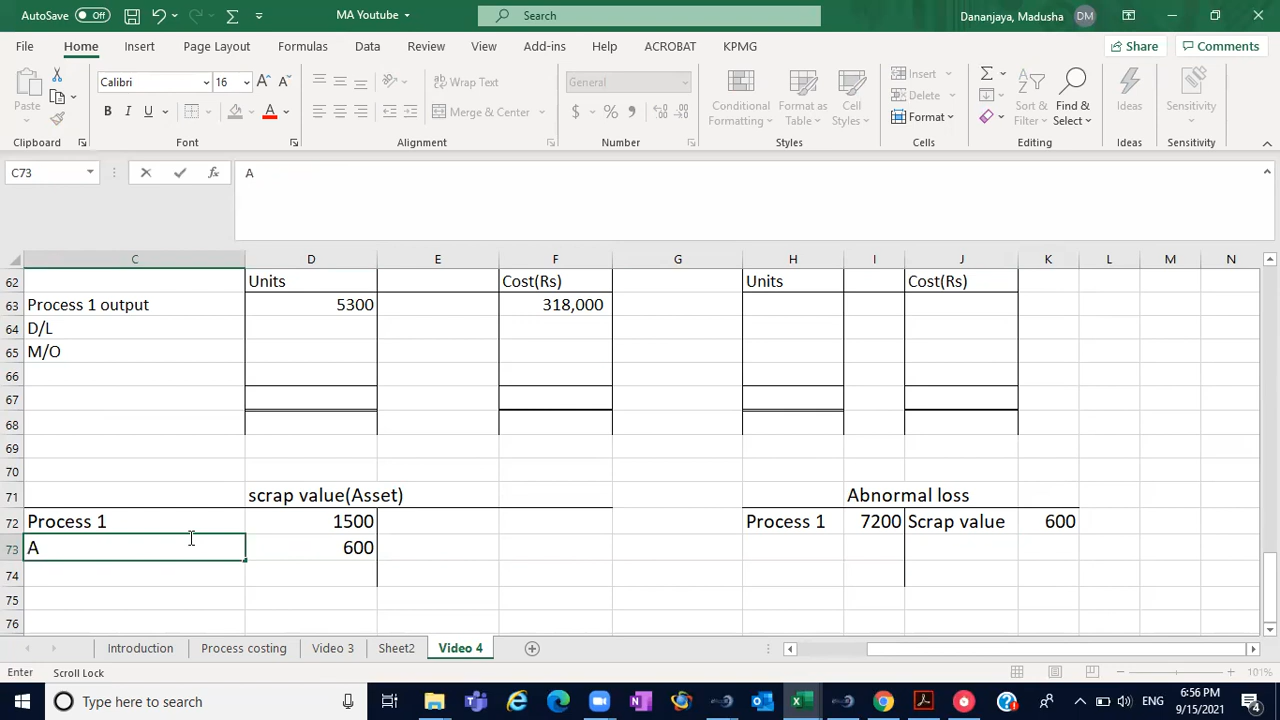 AutoSave Off MA Youtube Search Dananjaya, Madusha DM
File Home Insert Page Layout Formulas Data Review View Add-ins Help ACROBAT KPMG Share Comments
Paste Calibri 16 Wrap Text General Conditional Formatting Format as Table Cell Styles Insert Sort & Filter Find & Select Ideas Sensitivity
B I U A Merge & Center $ % Delete Format
Clipboard Font Alignment Number Styles Cells Editing Ideas Sensitivity
C73 fx A
C D E F G H I J K L M N
62 Units Cost(Rs) Units Cost(Rs)
63 Process 1 output 5300 318,000
64 D/L
65 M/O
66
67
68
69
70
71 scrap value(Asset) Abnormal loss
72 Process 1 1500 Process 1 7200 Scrap value 600
73 A 600
74
75
76
Introduction Process costing Video 3 Sheet2 Video 4
Enter Scroll Lock 101%
Type here to search ENG 6:56 PM
9/15/2021 4